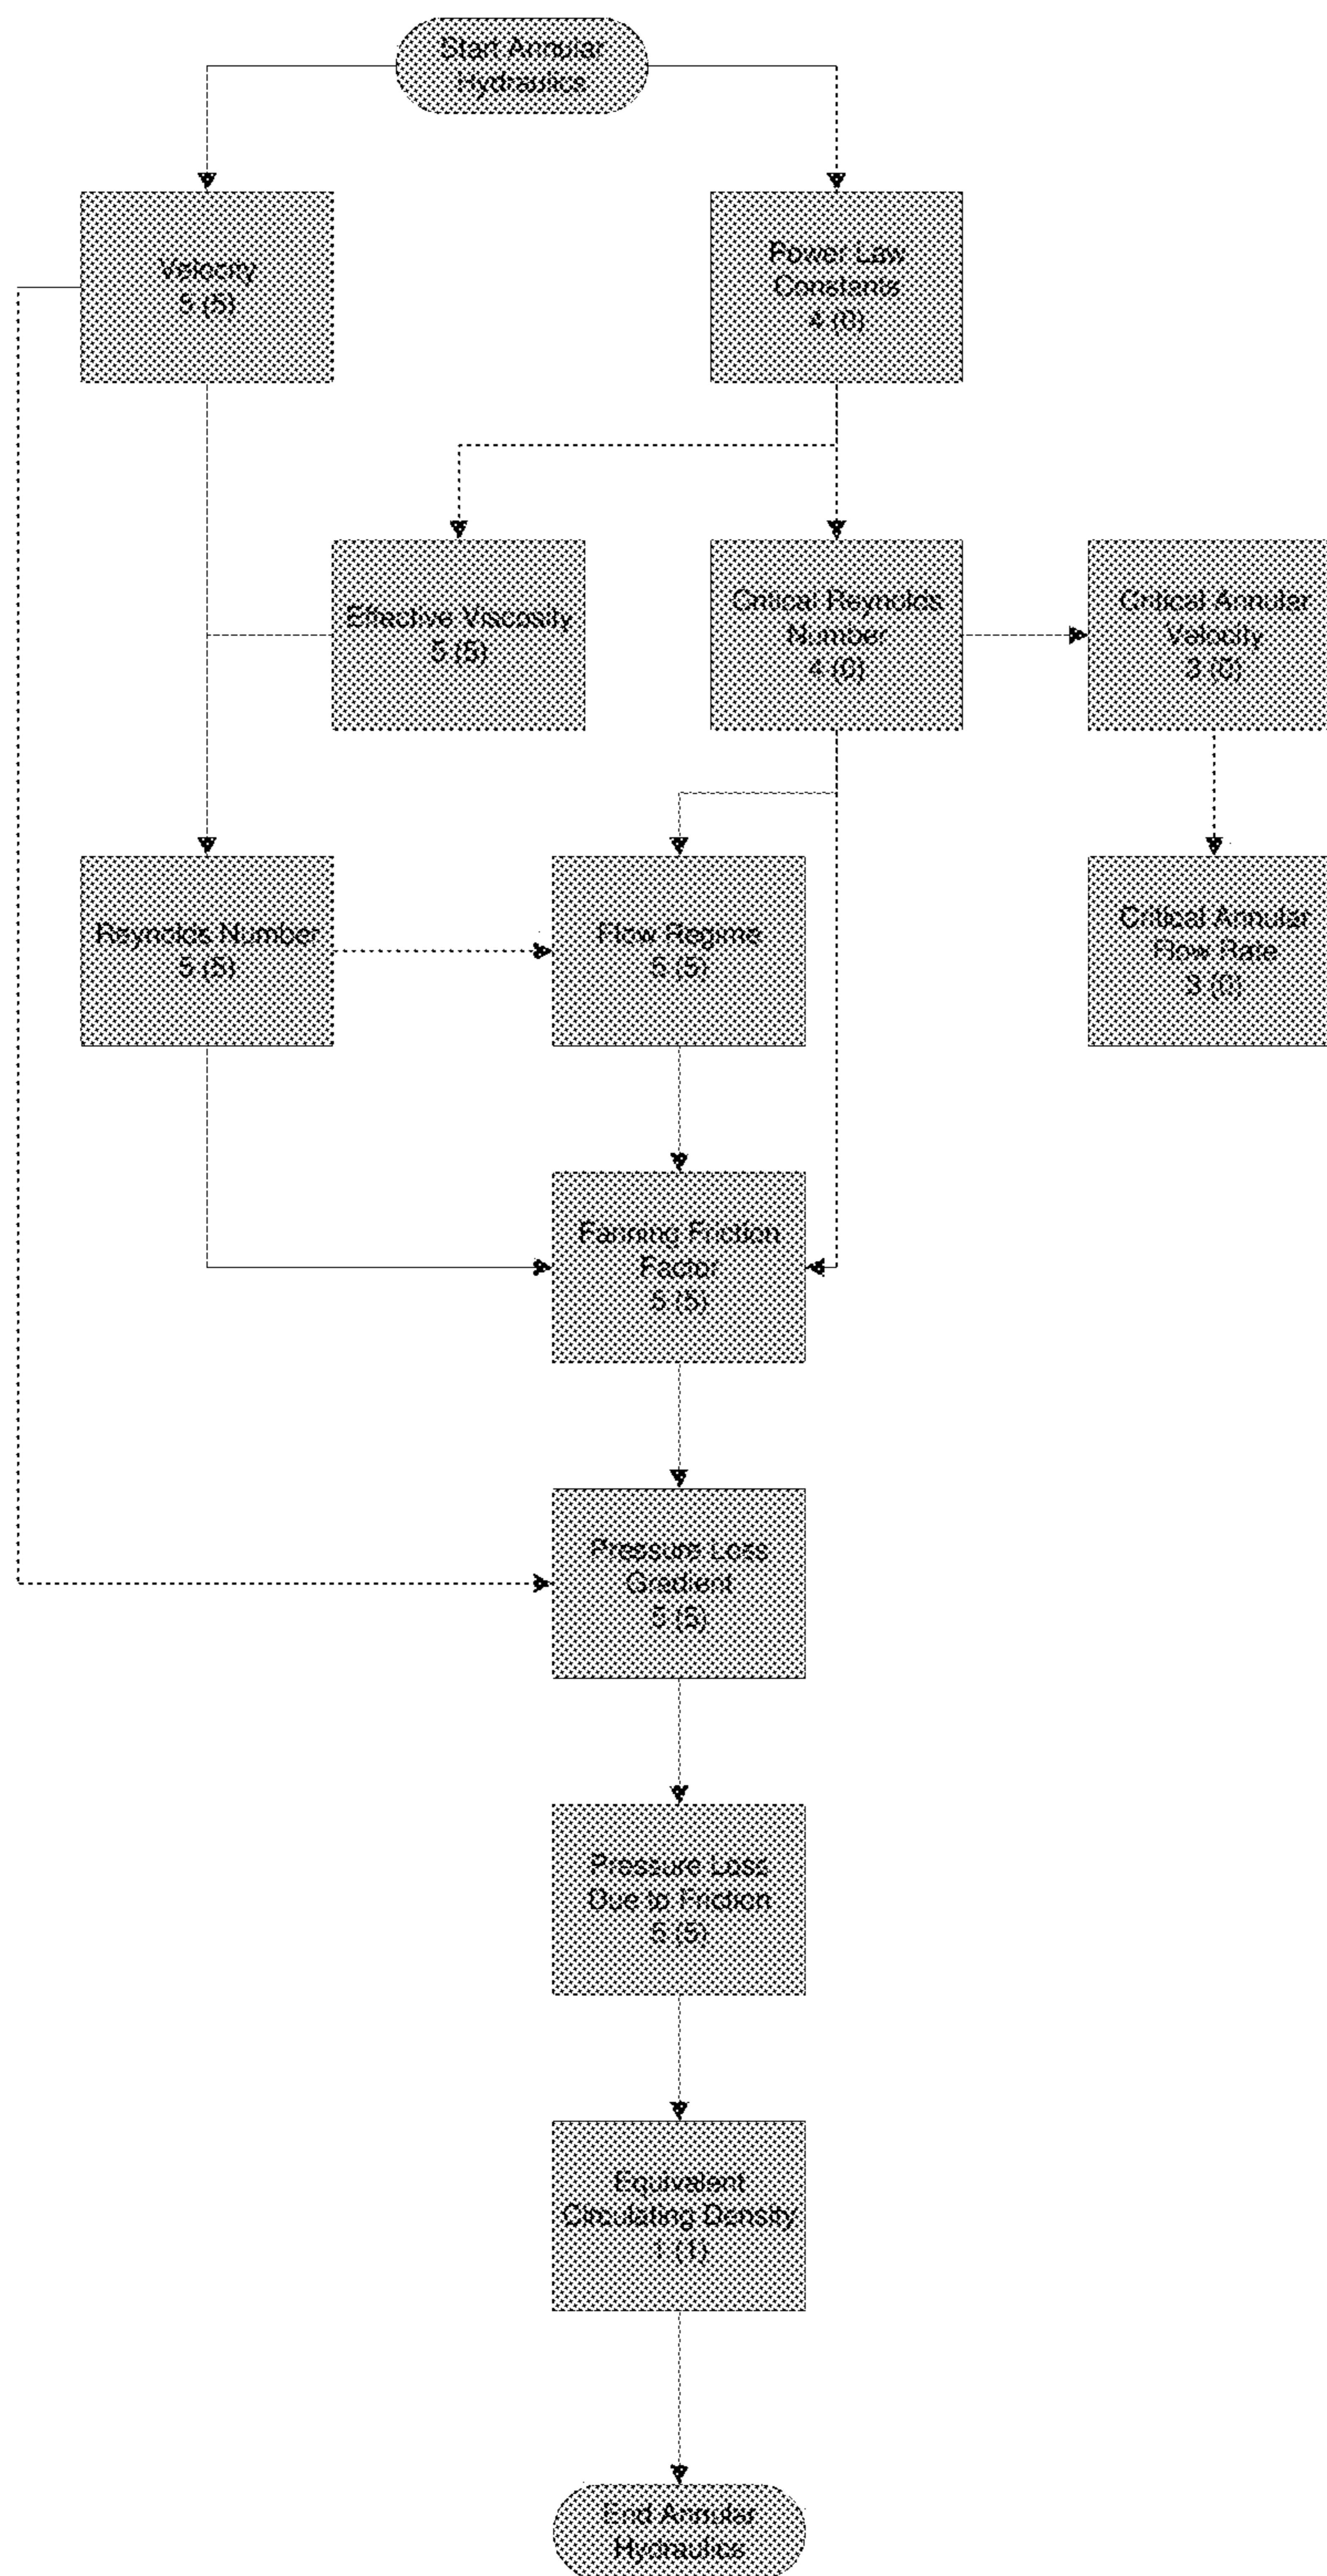 Start Annular
Hydraulics
Velocity
5 (5)
Power Law
Constants
4 (0)
Effective Viscosity
5 (5)
Critical Reynolds
Number
4 (0)
Critical Annular
Velocity
3 (0)
Reynolds Number
5 (5)
Flow Regime
5 (5)
Critical Annular
Flow Rate
3 (0)
Fanning Friction
Factor
5 (5)
Pressure Loss
Gradient
5 (5)
Pressure Loss
Due to Friction
5 (5)
Equivalent
Circulating Density
1 (1)
End Annular
Hydraulics